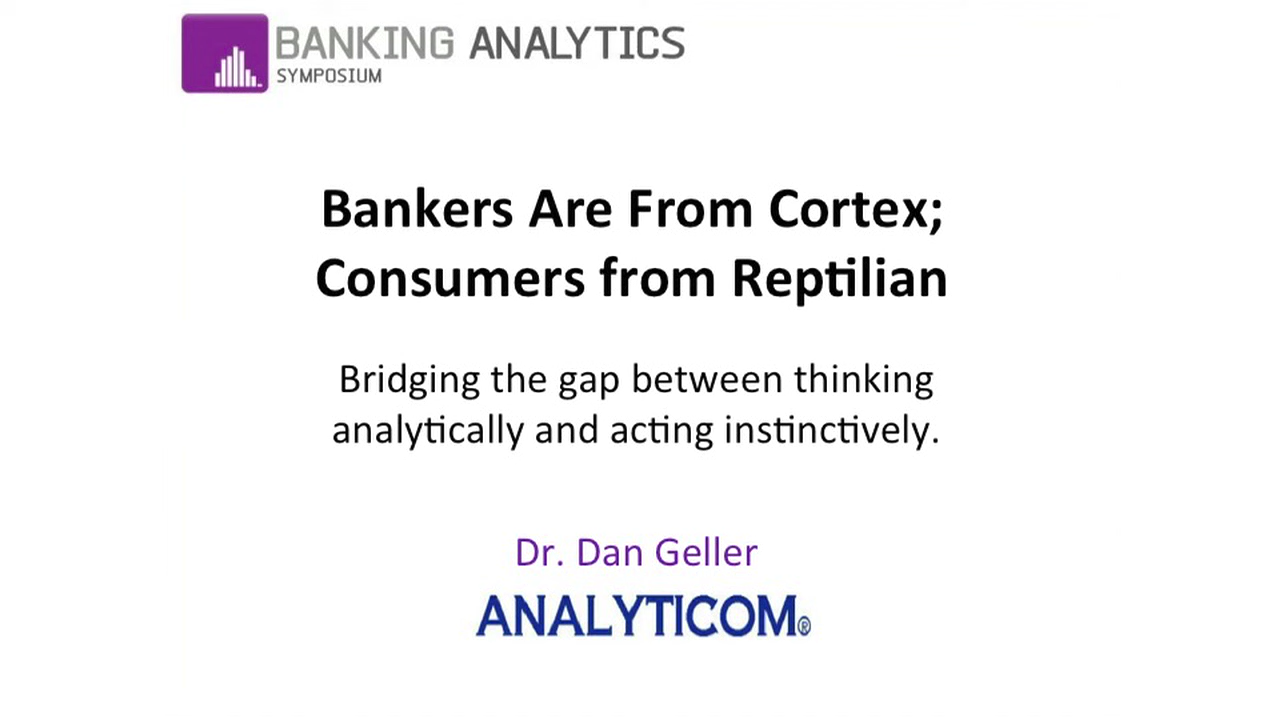 BANKING ANALYTICS
SYMPOSIUM
Bankers Are From Cortex;
Consumers from Reptilian
Bridging the gap between thinking
analytically and acting instinctively.
Dr. Dan Geller
ANALYTICOM®